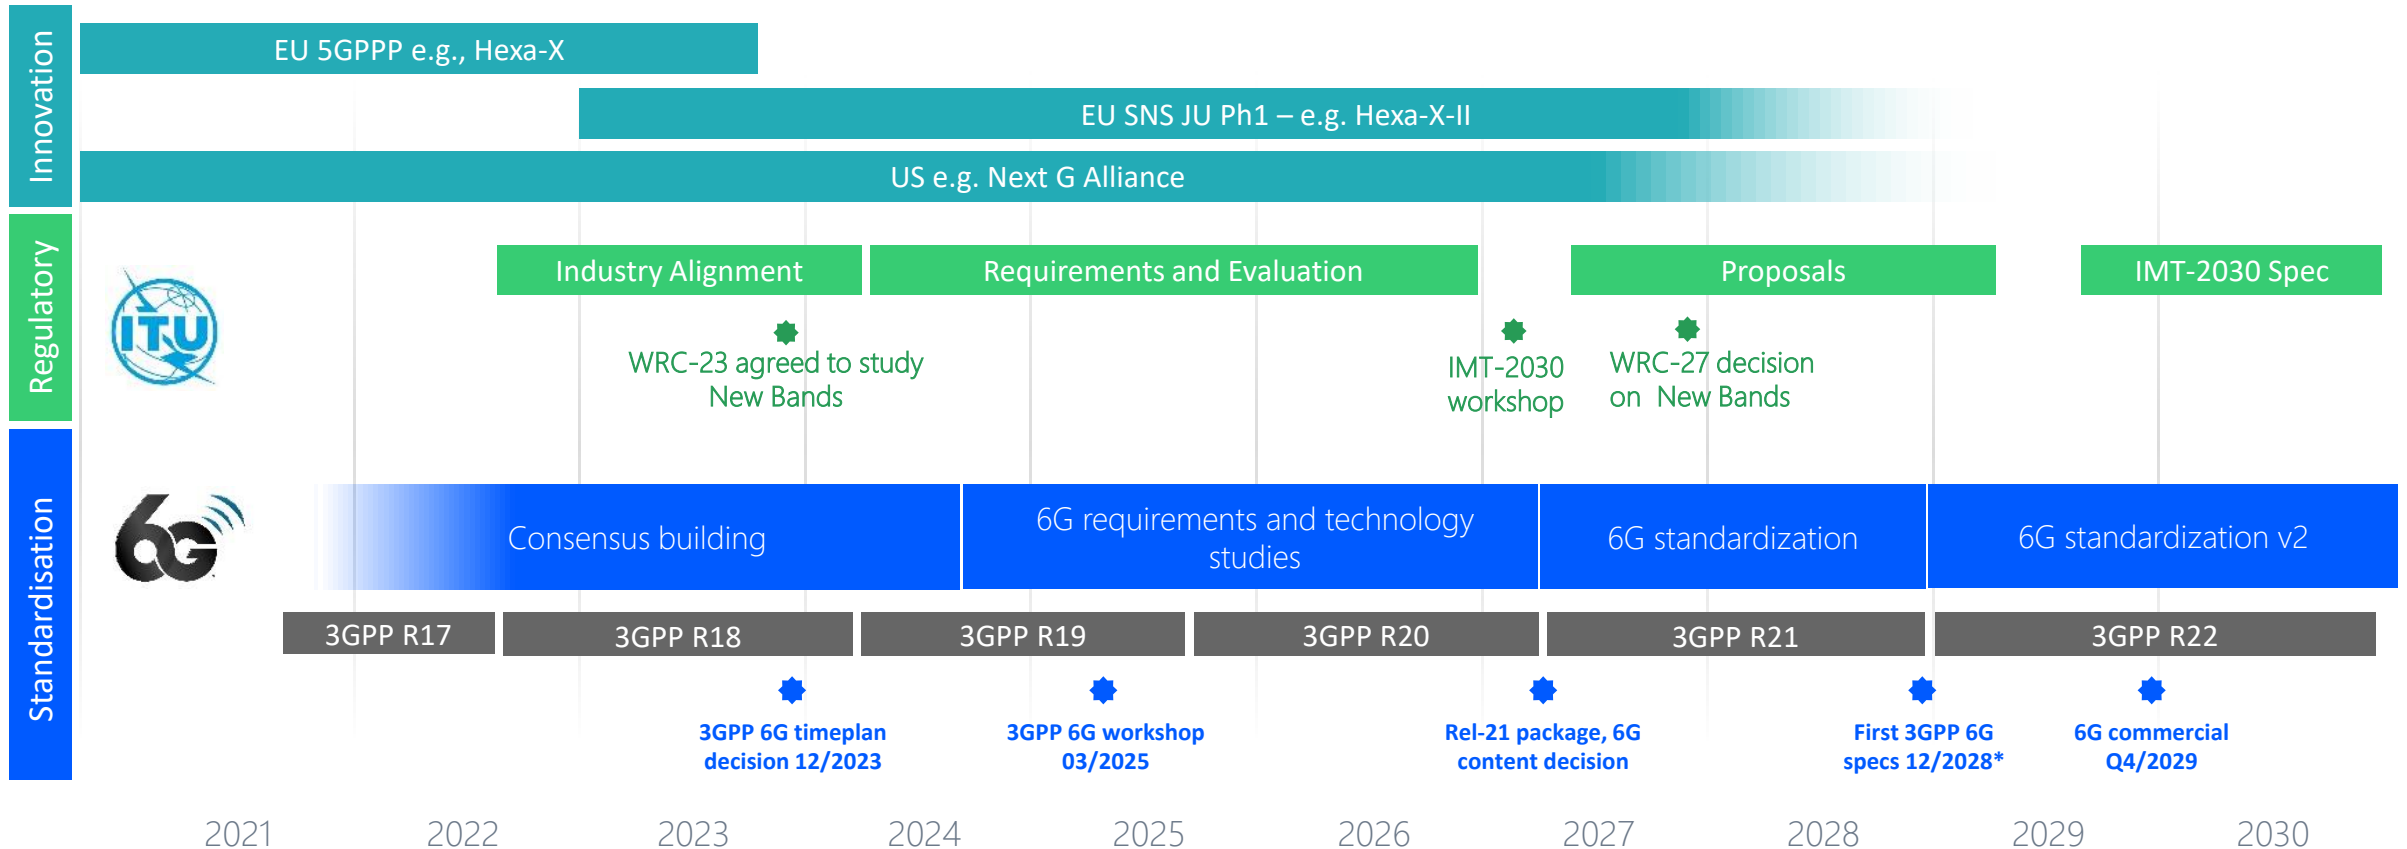 Innovation
EU 5GPPP e.g., Hexa-X
EU SNS JU Ph1 – e.g. Hexa-X-II
US e.g. Next G Alliance
Regulatory
ITU
Industry Alignment
Requirements and Evaluation
Proposals
IMT-2030 Spec
WRC-23 agreed to study
New Bands
IMT-2030
workshop
WRC-27 decision
on New Bands
Standardisation
6G
Consensus building
6G requirements and technology
studies
6G standardization
6G standardization v2
3GPP R17
3GPP R18
3GPP R19
3GPP R20
3GPP R21
3GPP R22
3GPP 6G timeplan
decision 12/2023
3GPP 6G workshop
03/2025
Rel-21 package, 6G
content decision
First 3GPP 6G
specs 12/2028*
6G commercial
Q4/2029
2021
2022
2023
2024
2025
2026
2027
2028
2029
2030